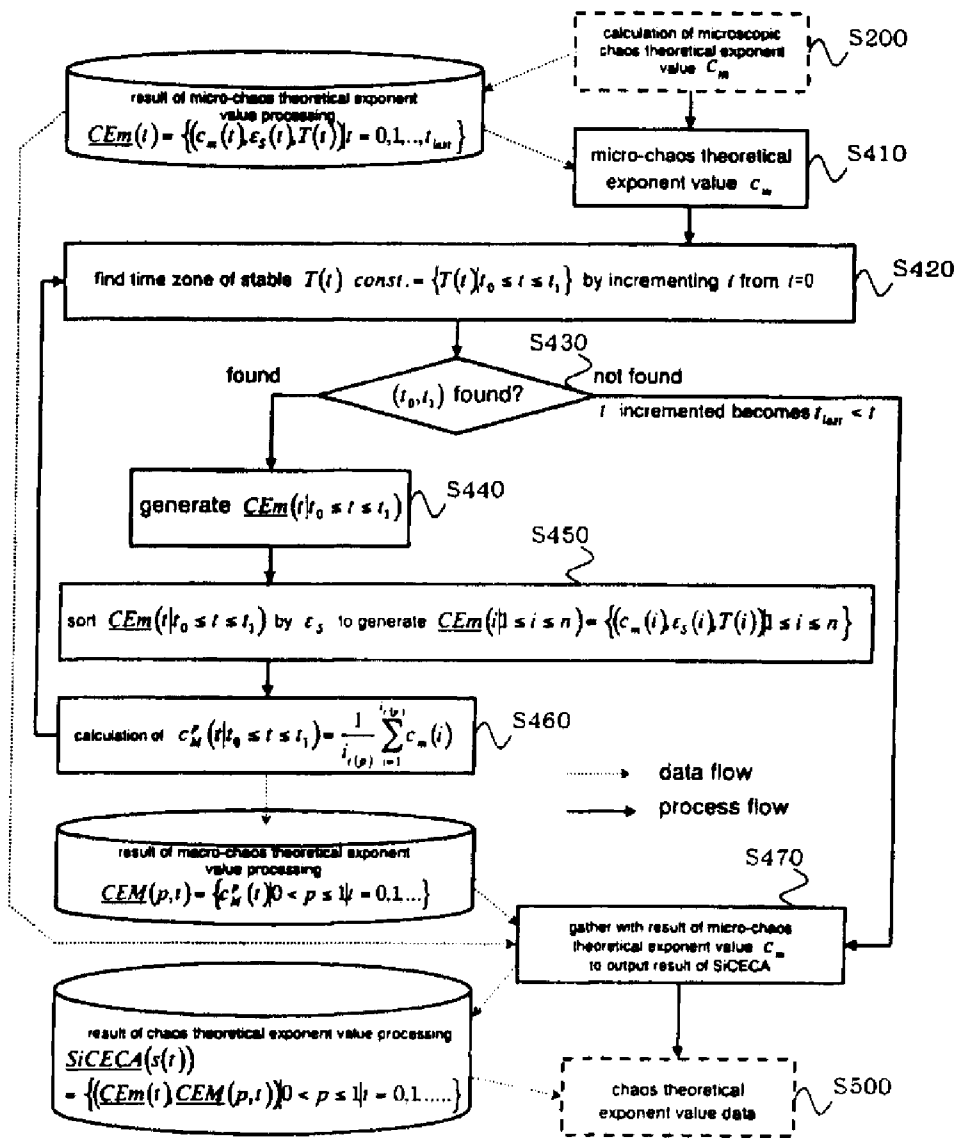 calculation of microscopic
chaos theoretical exponent
value C_m
S200
result of micro-chaos theoretical exponent
value processing
CEm(t) = {(c_m(t),ε_S(t),T(t))|t = 0,1..,t_last}
micro-chaos theoretical
exponent value C_m
S410
find time zone of stable T(t) const. = {T(t)|t_0 ≤ t ≤ t_1} by incrementing t from t=0
S420
S430
found
(t_0,t_1) found?
not found
t incremented becomes t_last < t
generate CEm(t|t_0 ≤ t ≤ t_1)
S440
S450
sort CEm(t|t_0 ≤ t ≤ t_1) by ε_S to generate CEm(i|1 ≤ i ≤ n) = {(c_m(i),ε_S(i),T(i))|1 ≤ i ≤ n}
calculation of c_M^p(t|t_0 ≤ t ≤ t_1) = 1/i_t(p) ∑_{i=1}^{i_t(p)} c_m(i)
S460
data flow
process flow
result of macro-chaos theoretical exponent
value processing
CEM(p,t) = {c_M^p(t)|0 < p ≤ 1|t = 0,1...}
S470
gather with result of micro-chaos
theoretical exponent value C_m
to output result of SiCECA
result of chaos theoretical exponent value processing
SiCECA(s(t))
= {(CEm(t),CEM(p,t))|0 < p ≤ 1|t = 0,1.....}
chaos theoretical
exponent value data
S500